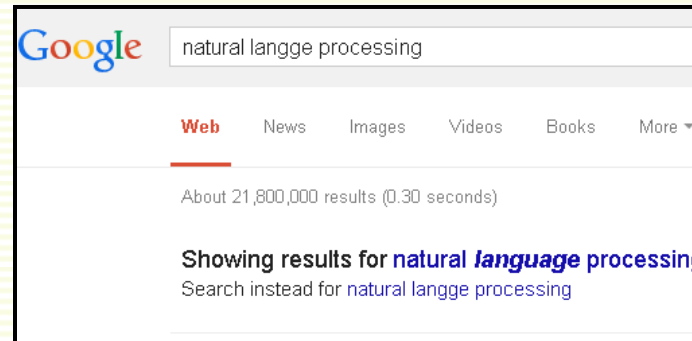 Google natural langge processing
Web News Images Videos Books More
About 21,800,000 results (0.30 seconds)
Showing results for natural language processing
Search instead for natural langge processing